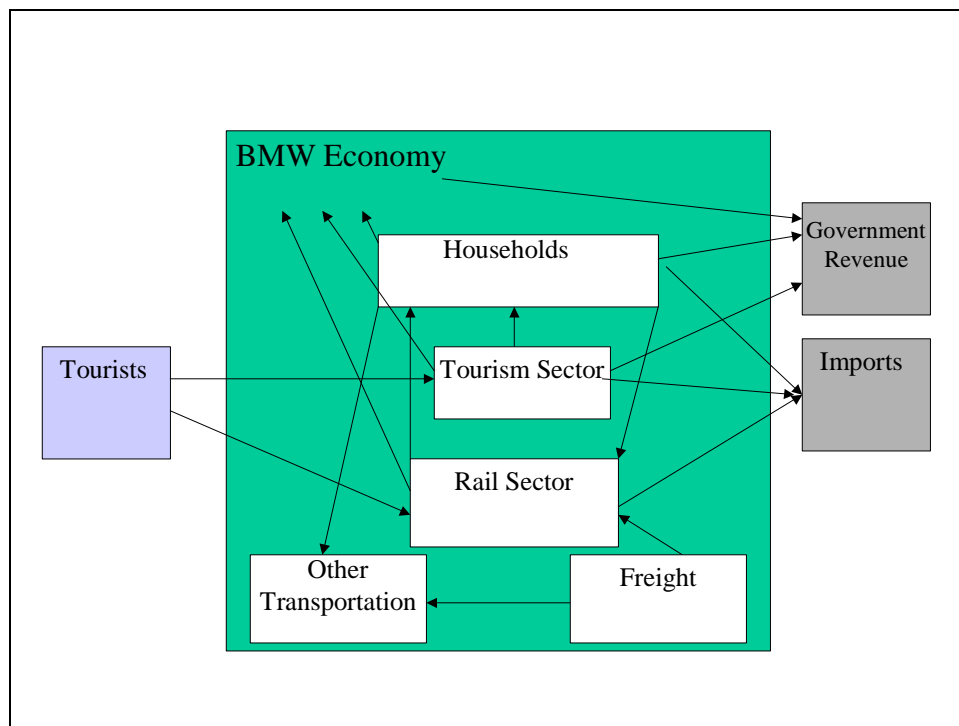 BMW Economy
Households
Government
Revenue
Tourists
Tourism Sector
Imports
Rail Sector
Other
Transportation
Freight